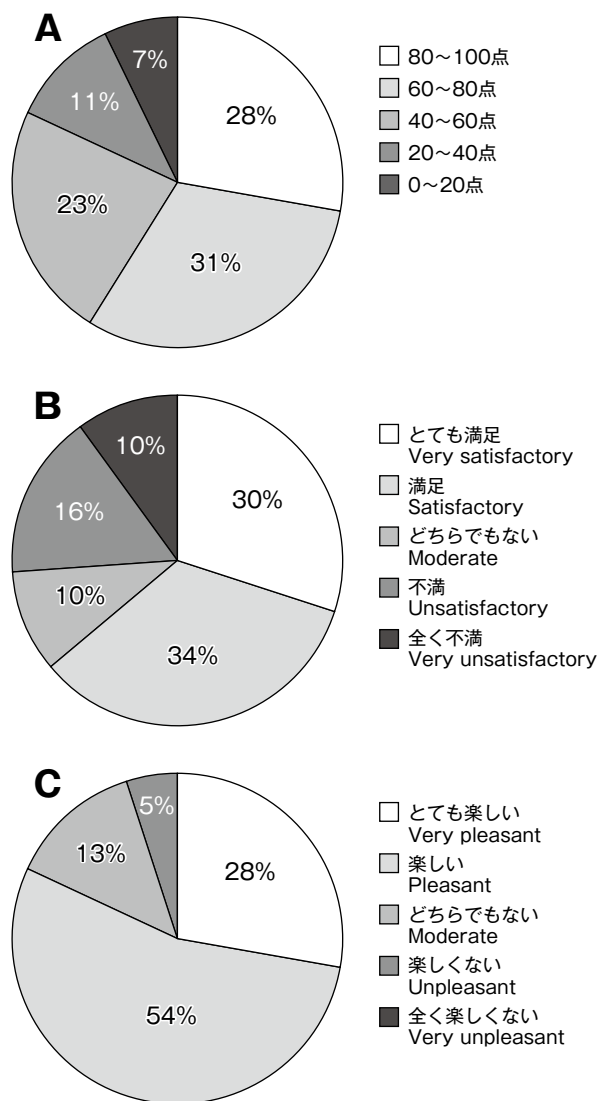 A
7%
11%
28%
23%
31%
80～100点
60～80点
40～60点
20～40点
0～20点
B
10%
16%
30%
10%
34%
とても満足
Very satisfactory
満足
Satisfactory
どちらでもない
Moderate
不満
Unsatisfactory
全く不満
Very unsatisfactory
C
5%
13%
28%
54%
とても楽しい
Very pleasant
楽しい
Pleasant
どちらでもない
Moderate
楽しくない
Unpleasant
全く楽しくない
Very unpleasant